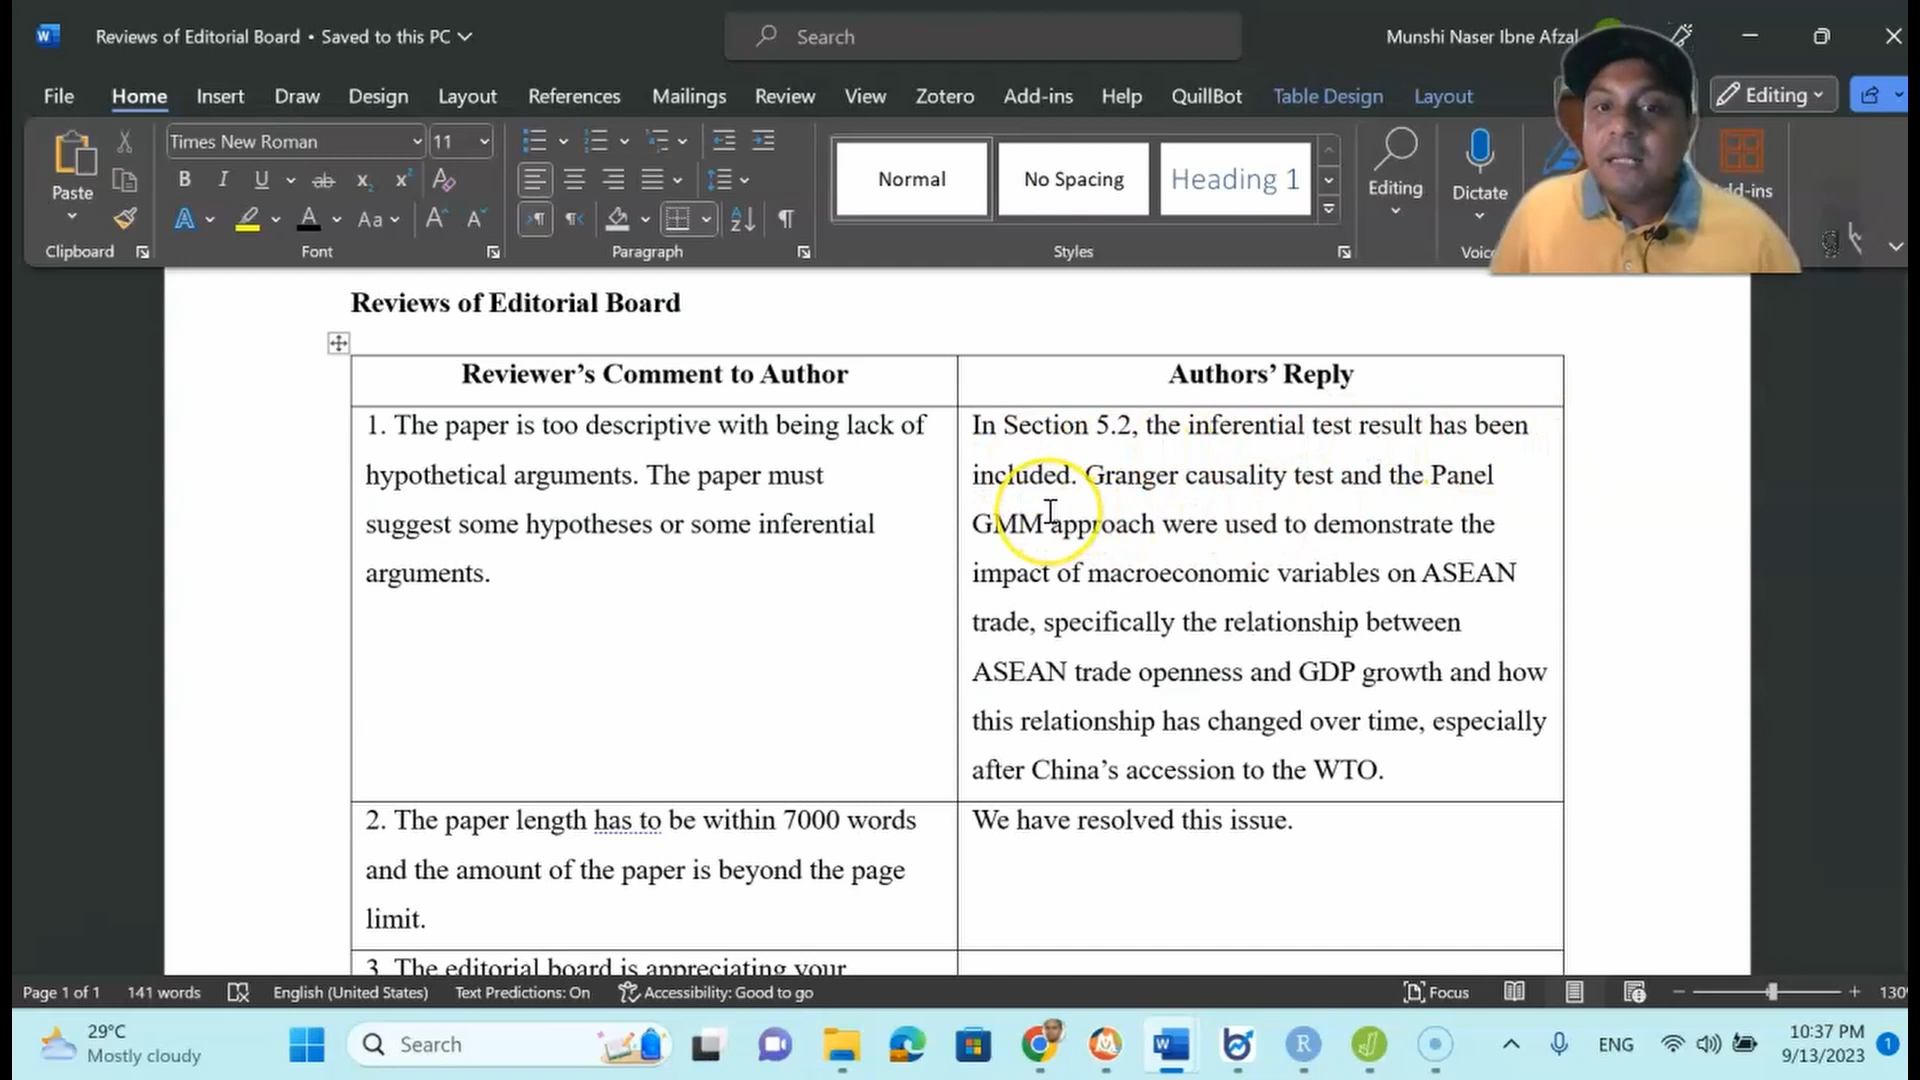 Reviews of Editorial Board • Saved to this PC
Search
Munshi Naser Ibne Afzal
File Home Insert Draw Design Layout References Mailings Review View Zotero Add-ins Help QuillBot Table Design Layout
Editing
Times New Roman 11
Paste
Normal
No Spacing
Heading 1
Editing
Dictate
Clipboard
Font
Paragraph
Styles
Reviews of Editorial Board
Reviewer’s Comment to Author
Authors’ Reply
1. The paper is too descriptive with being lack of
hypothetical arguments. The paper must
suggest some hypotheses or some inferential
arguments.
In Section 5.2, the inferential test result has been
included. Granger causality test and the Panel
GMM approach were used to demonstrate the
impact of macroeconomic variables on ASEAN
trade, specifically the relationship between
ASEAN trade openness and GDP growth and how
this relationship has changed over time, especially
after China’s accession to the WTO.
2. The paper length has to be within 7000 words
and the amount of the paper is beyond the page
limit.
We have resolved this issue.
3. The editorial board is appreciating your
Page 1 of 1 141 words English (United States) Text Predictions: On Accessibility: Good to go Focus
29°C
Mostly cloudy
Search
ENG
10:37 PM
9/13/2023
1